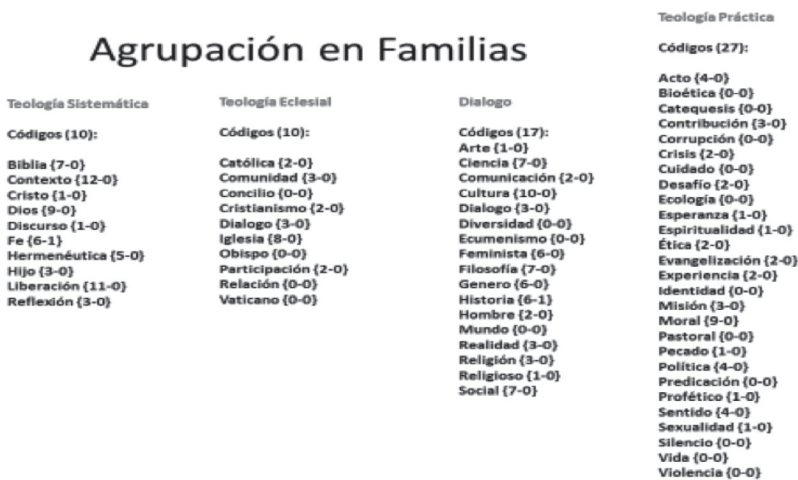 Agrupación en Familias
Teología Sistemática
Códigos (10):
Biblia {7-0}
Contexto {12-0}
Cristo {1-0}
Dios {9-0}
Discurso {1-0}
Fe {6-1}
Hermenéutica {5-0}
Hijo {3-0}
Liberación {11-0}
Reflexión {3-0}
Teología Eclesial
Códigos (10):
Católica {2-0}
Comunidad {3-0}
Concilio {0-0}
Cristianismo {2-0}
Dialogo {3-0}
Iglesia {8-0}
Obispo {0-0}
Participación {2-0}
Relación {0-0}
Vaticano {0-0}
Dialogo
Códigos (17):
Arte {1-0}
Ciencia {7-0}
Comunicación {2-0}
Cultura {10-0}
Dialogo {3-0}
Diversidad {0-0}
Ecumenismo {0-0}
Feminista {6-0}
Filosofía {7-0}
Genero {6-0}
Historia {6-1}
Hombre {2-0}
Mundo {0-0}
Realidad {3-0}
Religión {3-0}
Religioso {1-0}
Social {7-0}
Teología Práctica
Códigos (27):
Acto {4-0}
Bioética {0-0}
Catequesis {0-0}
Contribución {3-0}
Corrupción {0-0}
Crisis {2-0}
Cuidado {0-0}
Desafío {2-0}
Ecología {0-0}
Esperanza {1-0}
Espiritualidad {1-0}
Ética {2-0}
Evangelización {2-0}
Experiencia {2-0}
Identidad {0-0}
Misión {3-0}
Moral {9-0}
Pastoral {0-0}
Pecado {1-0}
Política {4-0}
Predicación {0-0}
Profético {1-0}
Sentido {4-0}
Sexualidad {1-0}
Silencio {0-0}
Vida {0-0}
Violencia {0-0}